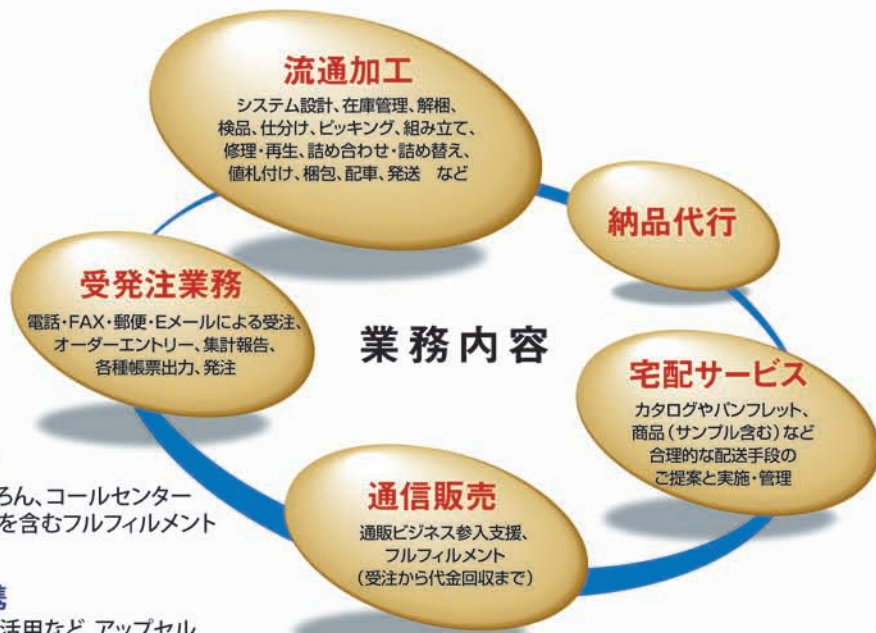 流通加工
システム設計、在庫管理、解梱、
検品、仕分け、ピッキング、組み立て、
修理・再生、詰め合わせ・詰め替え、
値札付け、梱包、配車、発送　など
納品代行
受発注業務
電話・FAX・郵便・Eメールによる受注、
オーダーエントリー、集計報告、
各種帳票出力、発注
業務内容
宅配サービス
カタログやパンフレット、
商品(サンプル含む)など
合理的な配送手段の
ご提案と実施・管理
通信販売
通販ビジネス参入支援、
フルフィルメント
(受注から代金回収まで)
ろん、コールセンター
を含むフルフィルメント
携
活用など、アップセル